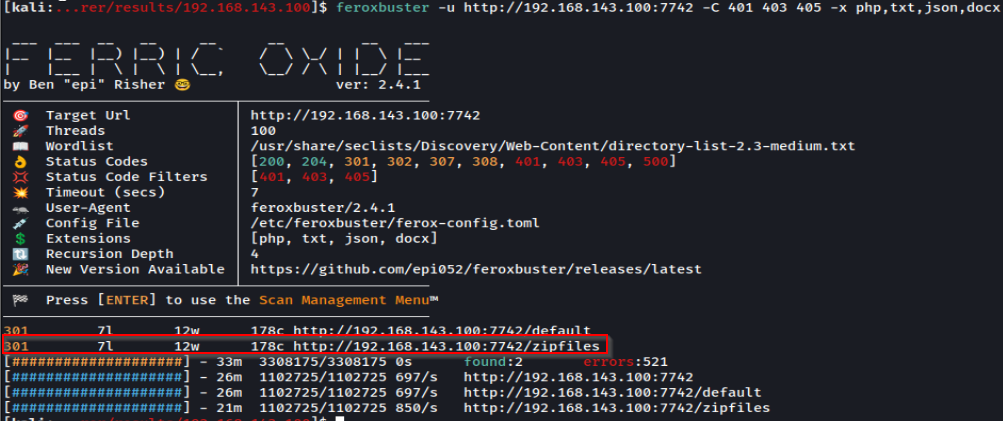 [kali:...rer/results/192.168.143.100]$ feroxbuster -u http://192.168.143.100:7742 -C 401 403 405 -x php,txt,json,docx
FERRIC OXIDE
by Ben "epi" Risher 🤓 ver: 2.4.1
🎯 Target Url │ http://192.168.143.100:7742
🚀 Threads │ 100
📖 Wordlist │ /usr/share/seclists/Discovery/Web-Content/directory-list-2.3-medium.txt
👌 Status Codes │ [200, 204, 301, 302, 307, 308, 401, 403, 405, 500]
💢 Status Code Filters │ [401, 403, 405]
💥 Timeout (secs) │ 7
🦡 User-Agent │ feroxbuster/2.4.1
💉 Config File │ /etc/feroxbuster/ferox-config.toml
💲 Extensions │ [php, txt, json, docx]
🔃 Recursion Depth │ 4
🎉 New Version Available │ https://github.com/epi052/feroxbuster/releases/latest
🏁 Press [ENTER] to use the Scan Management Menu™
301 7l 12w 178c http://192.168.143.100:7742/default
301 7l 12w 178c http://192.168.143.100:7742/zipfiles
[####################] - 33m 3308175/3308175 0s found:2 errors:521
[####################] - 26m 1102725/1102725 697/s http://192.168.143.100:7742
[####################] - 26m 1102725/1102725 697/s http://192.168.143.100:7742/default
[####################] - 21m 1102725/1102725 850/s http://192.168.143.100:7742/zipfiles